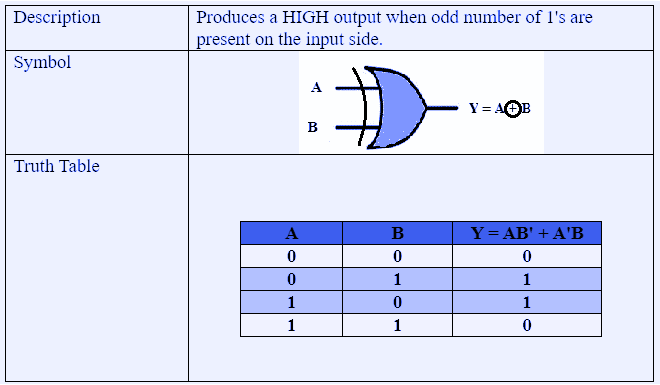 Description
Produces a HIGH output when odd number of 1's are
present on the input side.
Symbol
A
B
Y = A⊕B
Truth Table
A B Y = AB' + A'B
0 0 0
0 1 1
1 0 1
1 1 0